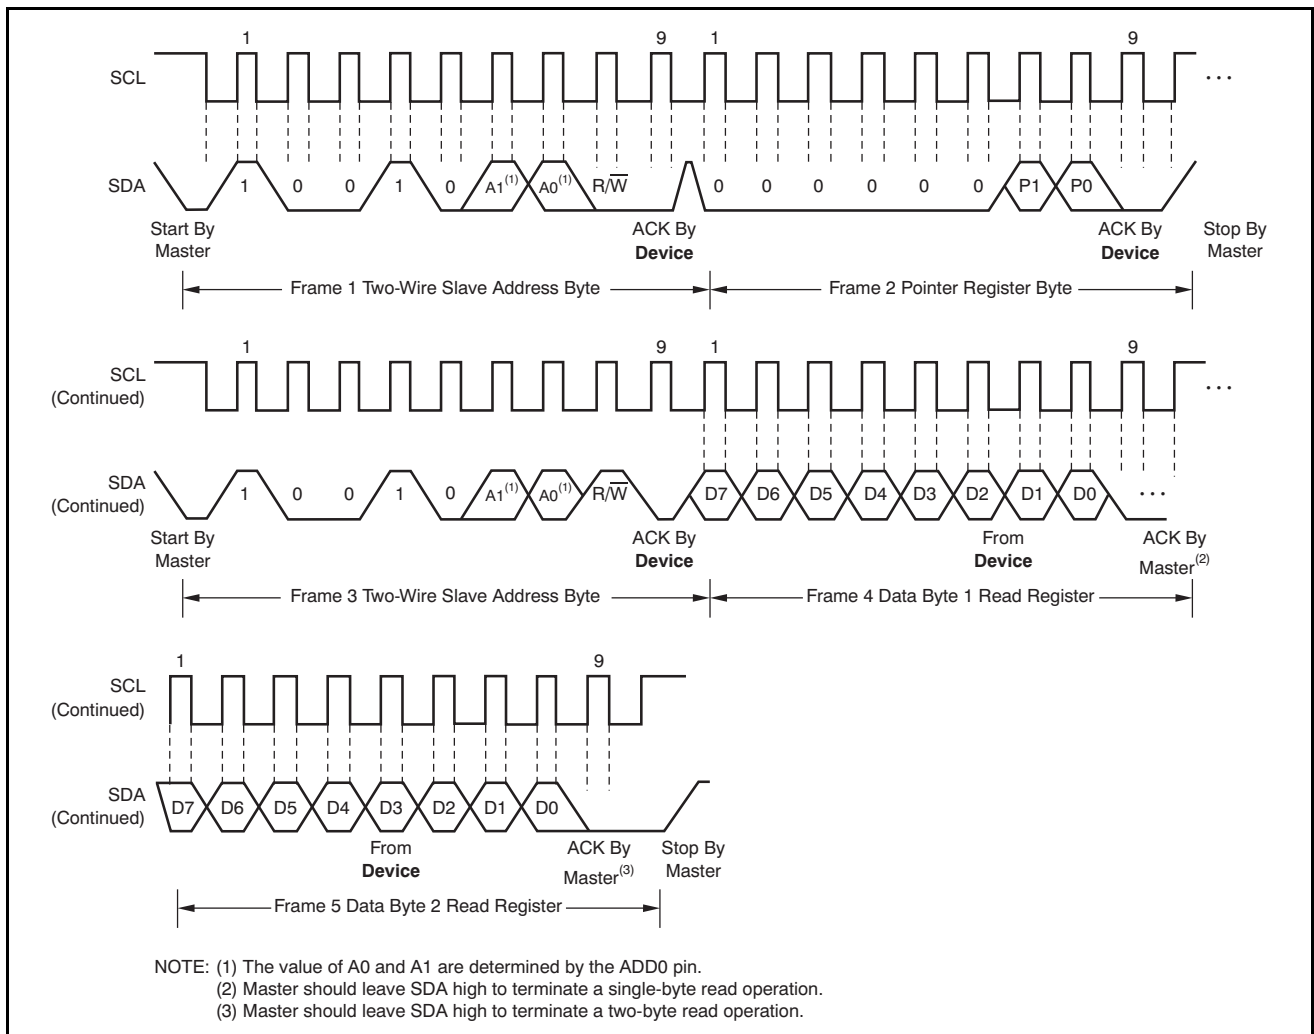 1 9 1 9
SCL ...
SDA 1 0 0 1 0 A1(1) A0(1) R/W̅ 0 0 0 0 0 0 P1 P0
Start By Master
ACK By Device
ACK By Device
Stop By Master
Frame 1 Two-Wire Slave Address Byte
Frame 2 Pointer Register Byte
1 9 1 9
SCL (Continued) ...
SDA (Continued) 1 0 0 1 0 A1(1) A0(1) R/W̅ D7 D6 D5 D4 D3 D2 D1 D0 ...
Start By Master
ACK By Device
From Device
ACK By Master(2)
Frame 3 Two-Wire Slave Address Byte
Frame 4 Data Byte 1 Read Register
1 9
SCL (Continued)
SDA (Continued) D7 D6 D5 D4 D3 D2 D1 D0
From Device
ACK By Master(3)
Stop By Master
Frame 5 Data Byte 2 Read Register
NOTE: (1) The value of A0 and A1 are determined by the ADD0 pin.
(2) Master should leave SDA high to terminate a single-byte read operation.
(3) Master should leave SDA high to terminate a two-byte read operation.